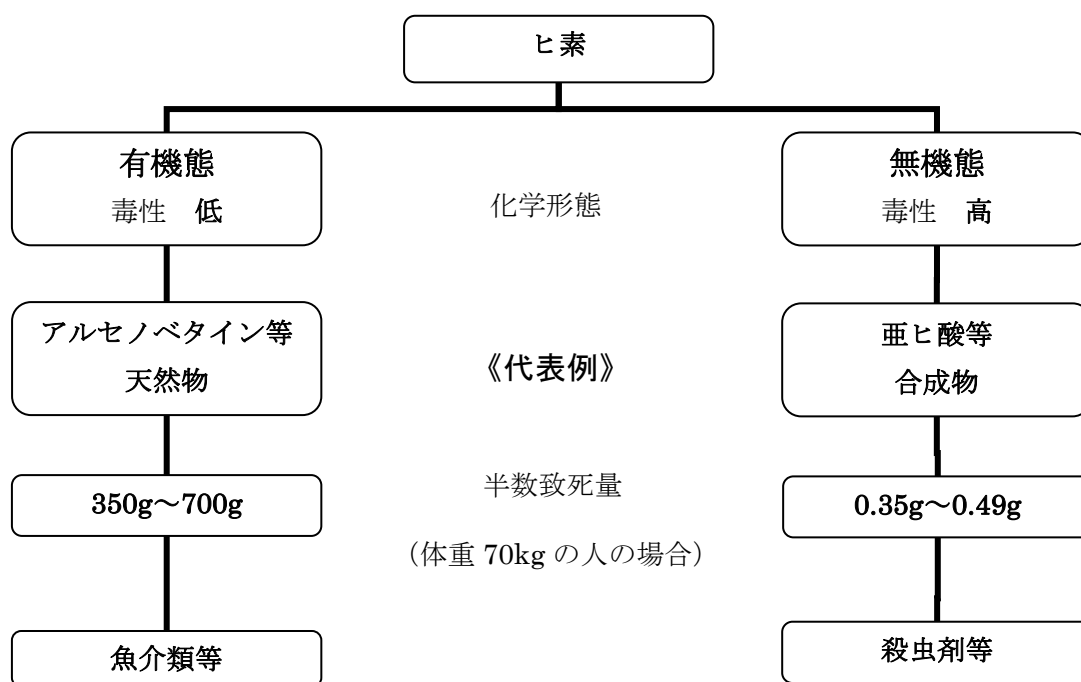 ヒ素
有機態
毒性　低
化学形態
無機態
毒性　高
アルセノベタイン等
天然物
《代表例》
亜ヒ酸等
合成物
350g～700g
半数致死量
（体重 70kg の人の場合）
0.35g～0.49g
魚介類等
殺虫剤等